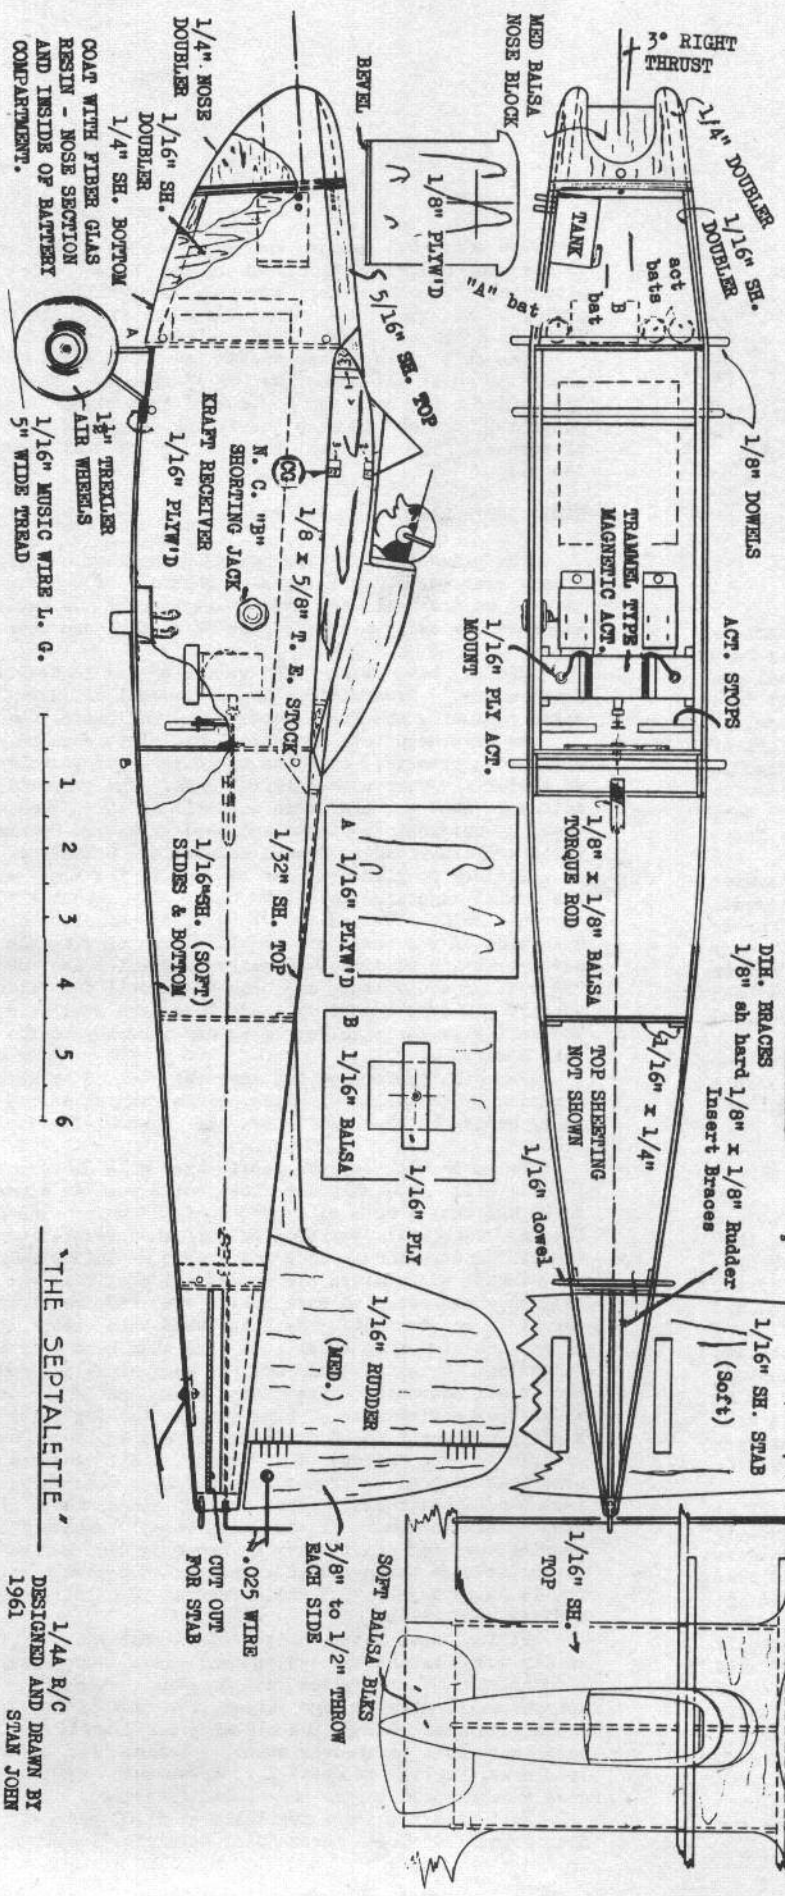 3° RIGHT
THRUST
MED BALSA
NOSE BLOCK
1/4" DOUBLER
1/16" SH.
DOUBLER
TANK
act
bats
B
bat
"A" bat
1/8" DOWELS
TRAMMEL TYPE
MAGNETIC ACT.
1/16" PLY ACT.
MOUNT
ACT. STOPS
1/8" x 1/8" BALSA
TORQUE ROD
DIH. BRACES
1/8" sh hard
1/8" x 1/8" Rudder
Insert Braces
1/16" x 1/4"
TOP SHEETING
NOT SHOWN
1/16" dowel
1/16" SH. STAB
(Soft)
1/16" SH.
TOP
SOFT BALSA BLKS
BEVEL
1/8" PLYW'D
A
1/16" PLYW'D
B
1/16" BALSA
1/16" PLY
1/4" NOSE
DOUBLER
1/16" SH.
DOUBLER
1/4" SH. BOTTOM
COAT WITH FIBER GLAS
RESIN - NOSE SECTION
AND INSIDE OF BATTERY
COMPARTMENT.
5/16" SH. TOP
A
CG
1/8 x 5/8" T. E. STOCK
N. C. "B"
SHORTING JACK
KRAFT RECEIVER
1/16" PLYW'D
1½" TREXLER
AIR WHEELS
1/16" MUSIC WIRE L. G.
5" WIDE TREAD
B
1/32" SH. TOP
1/16"SH. (SOFT)
SIDES & BOTTOM
1/16" RUDDER
(MED.)
3/8" to 1/2" THROW
EACH SIDE
.025 WIRE
CUT OUT
FOR STAB
1 2 3 4 5 6
"THE SEPTALETTE"
1/4A R/C
DESIGNED AND DRAWN BY
1961 STAN JOHN